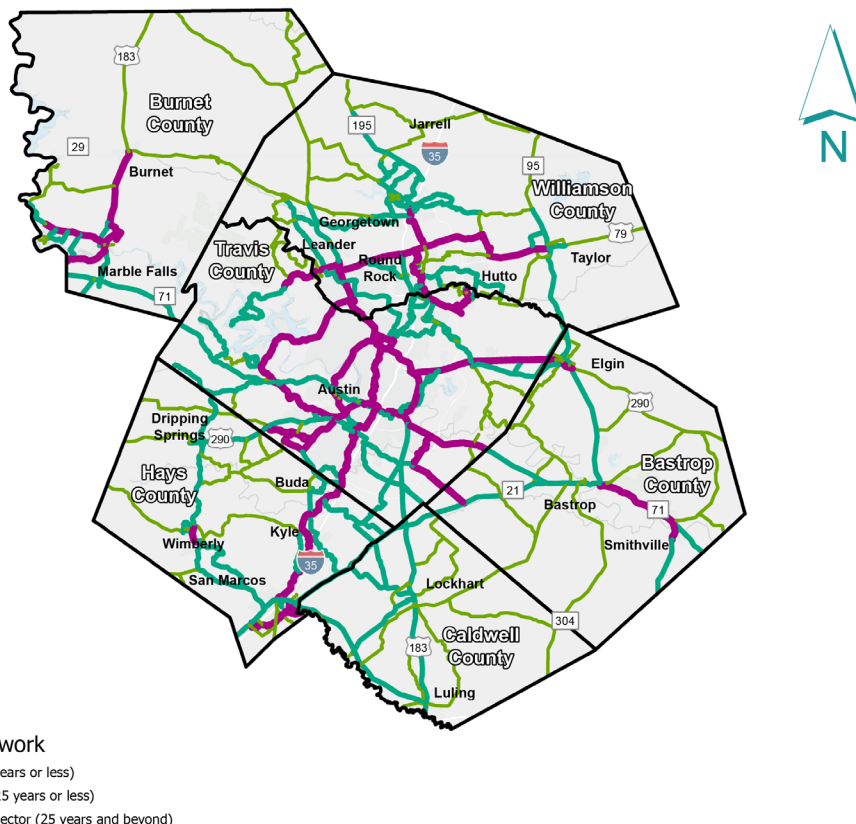 183
Burnet
County
195
Jarrell
35
29
95
Burnet
Williamson
County
Georgetown
79
Travis
County
Leander
Round
Rock
Taylor
Hutto
Marble Falls
71
Elgin
Austin
290
Dripping
Springs
290
Bastrop
County
Hays
County
Buda
21
Bastrop
71
Kyle
Wimberly
Smithville
35
San Marcos
Lockhart
304
Caldwell
County
183
Luling
N
work
ears or less)
25 years or less)
ector (25 years and beyond)